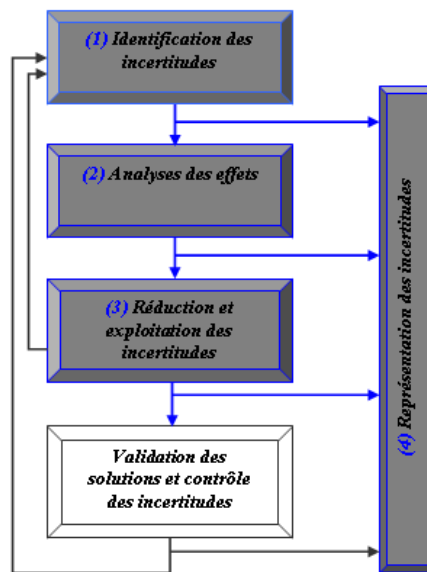 (1) Identification des
incertitudes
(2) Analyses des effets
(3) Réduction et
exploitation des
incertitudes
Validation des
solutions et contrôle
des incertitudes
(4) Représentation des incertitudes